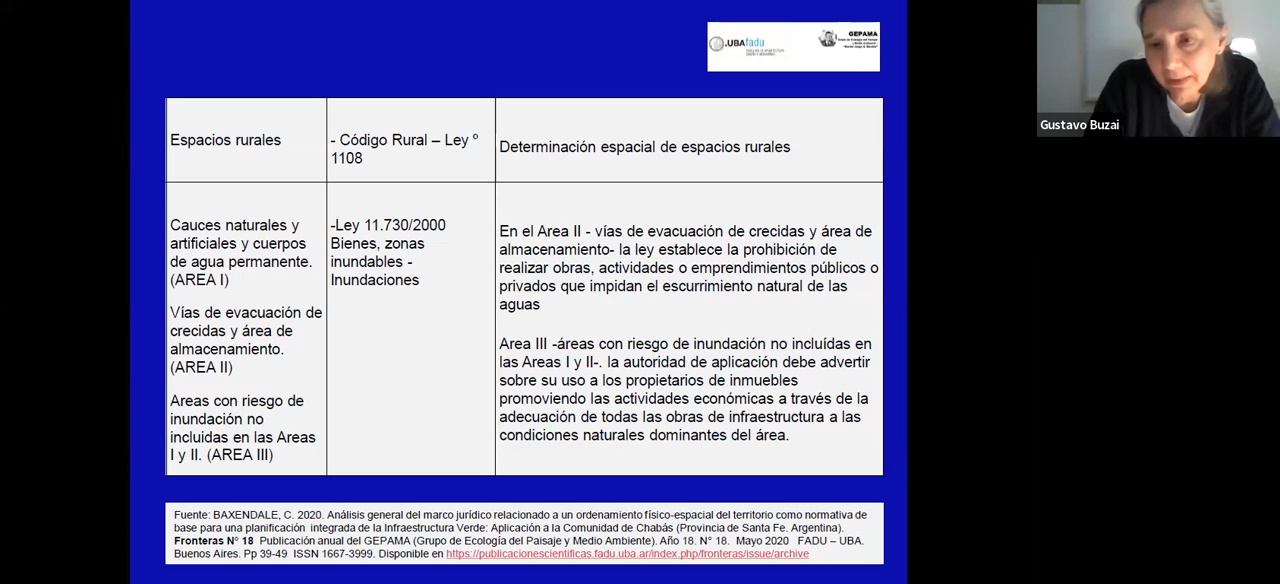 .UBAfadu
GEPAMA
Gustavo Buzai
Espacios rurales
- Código Rural – Ley º
1108
Determinación espacial de espacios rurales
Cauces naturales y
artificiales y cuerpos
de agua permanente.
(AREA I)
Vías de evacuación de
crecidas y área de
almacenamiento.
(AREA II)
Areas con riesgo de
inundación no
incluidas en las Areas
I y II. (AREA III)
-Ley 11.730/2000
Bienes, zonas
inundables -
Inundaciones
En el Area II - vías de evacuación de crecidas y área de
almacenamiento- la ley establece la prohibición de
realizar obras, actividades o emprendimientos públicos o
privados que impidan el escurrimiento natural de las
aguas
Area III -áreas con riesgo de inundación no incluídas en
las Areas I y II-. la autoridad de aplicación debe advertir
sobre su uso a los propietarios de inmuebles
promoviendo las actividades económicas a través de la
adecuación de todas las obras de infraestructura a las
condiciones naturales dominantes del área.
Fuente: BAXENDALE, C. 2020. Análisis general del marco jurídico relacionado a un ordenamiento físico-espacial del territorio como normativa de
base para una planificación integrada de la Infraestructura Verde: Aplicación a la Comunidad de Chabás (Provincia de Santa Fe. Argentina).
Fronteras N° 18 Publicación anual del GEPAMA (Grupo de Ecología del Paisaje y Medio Ambiente). Año 18. N° 18. Mayo 2020 FADU – UBA.
Buenos Aires. Pp 39-49 ISSN 1667-3999. Disponible en https://publicacionescientificas.fadu.uba.ar/index.php/fronteras/issue/archive